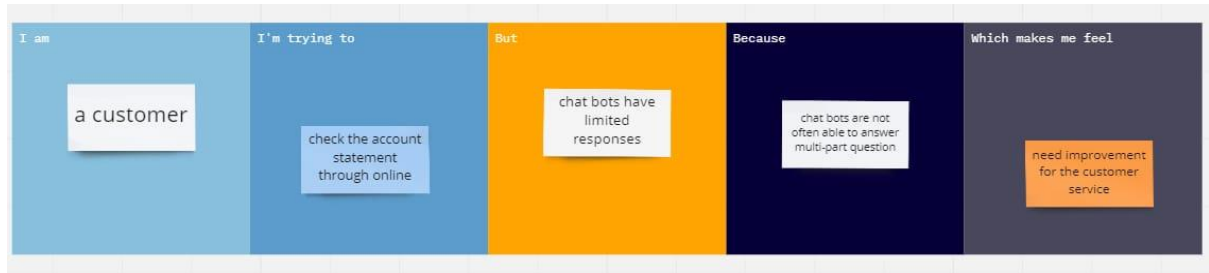 I am
a customer
I'm trying to
check the account
statement
through online
But
chat bots have
limited
responses
Because
chat bots are not
often able to answer
multi-part question
Which makes me feel
need improvement
for the customer
service